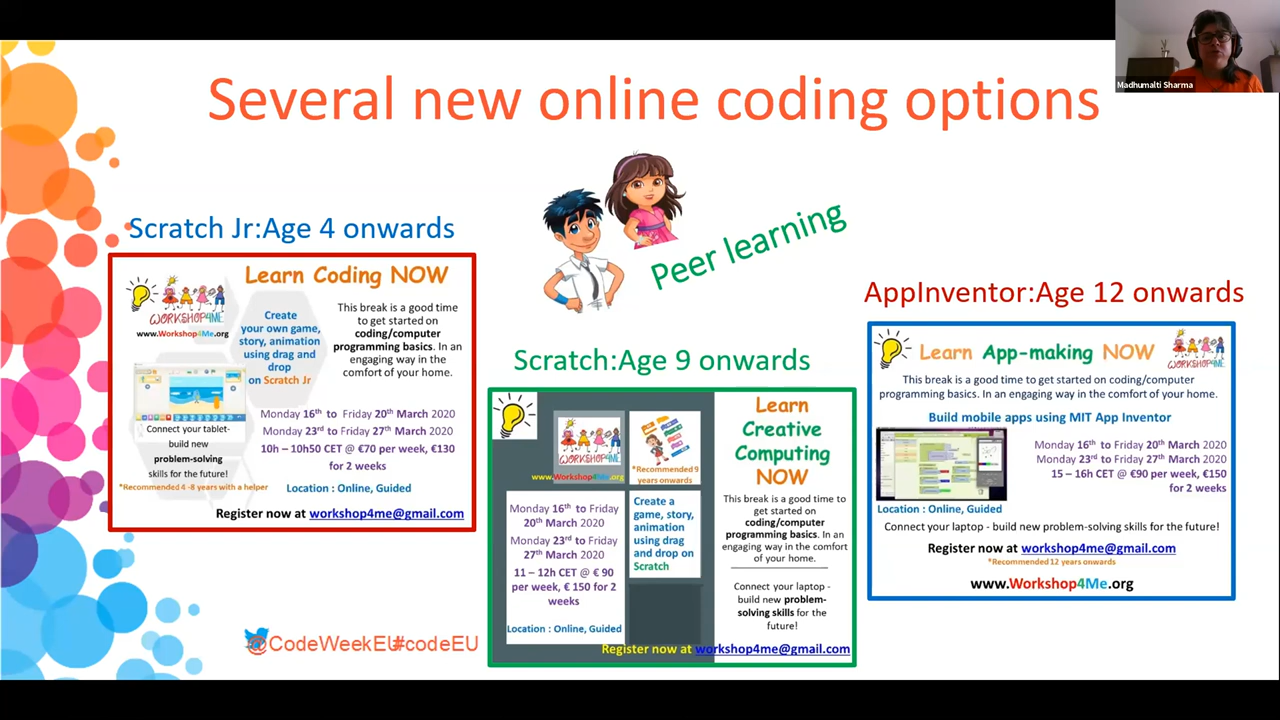 Madhumalti Sharma
Several new online coding options
Peer learning
Scratch Jr:Age 4 onwards
WORKSHOP4ME
www.Workshop4Me.org
Learn Coding NOW
Create
your own game,
story, animation
using drag and
drop
on Scratch Jr
This break is a good time
to get started on
coding/computer
programming basics. In an
engaging way in the
comfort of your home.
Connect your tablet-
build new
problem-solving
skills for the future!
*Recommended 4 -8 years with a helper
Monday 16th to Friday 20th March 2020
Monday 23rd to Friday 27th March 2020
10h – 10h50 CET @ €70 per week, €130
for 2 weeks
Location : Online, Guided
Register now at workshop4me@gmail.com
Scratch:Age 9 onwards
WORKSHOP4ME
www.Workshop4Me.org
*Recommended 9
years onwards
Monday 16th to Friday
20th March 2020
Monday 23rd to Friday
27th March 2020
11 – 12h CET @ € 90
per week, € 150 for 2
weeks
Location : Online, Guided
Create a
game, story,
animation
using drag
and drop on
Scratch
Learn
Creative
Computing
NOW
This break is a good time to
get started on
coding/computer
programming basics. In an
engaging way in the comfort
of your home.
Connect your laptop -
build new problem-
solving skills for the
future!
Register now at workshop4me@gmail.com
AppInventor:Age 12 onwards
Learn App-making NOW
WORKSHOP4ME
This break is a good time to get started on coding/computer
programming basics. In an engaging way in the comfort of your home.
Build mobile apps using MIT App Inventor
Monday 16th to Friday 20th March 2020
Monday 23rd to Friday 27th March 2020
15 – 16h CET @ €90 per week, €150
for 2 weeks
Location : Online, Guided
Connect your laptop - build new problem-solving skills for the future!
Register now at workshop4me@gmail.com
*Recommended 12 years onwards
www.Workshop4Me.org
@CodeWeekEU#codeEU